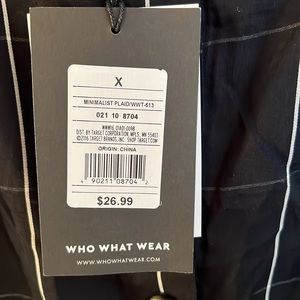 X
MINIMALIST PLAID/WWT-613
021 10 8704
DIST. BY TARGET CORPORATION, MPLS, MN 55403
©2016 TARGET BRANDS, INC. SHOP TARGET.COM
ORIGIN: CHINA
4 90211 08704 2
$26.99
WHO WHAT WEAR
WWW.WHOWHATWEAR.COM